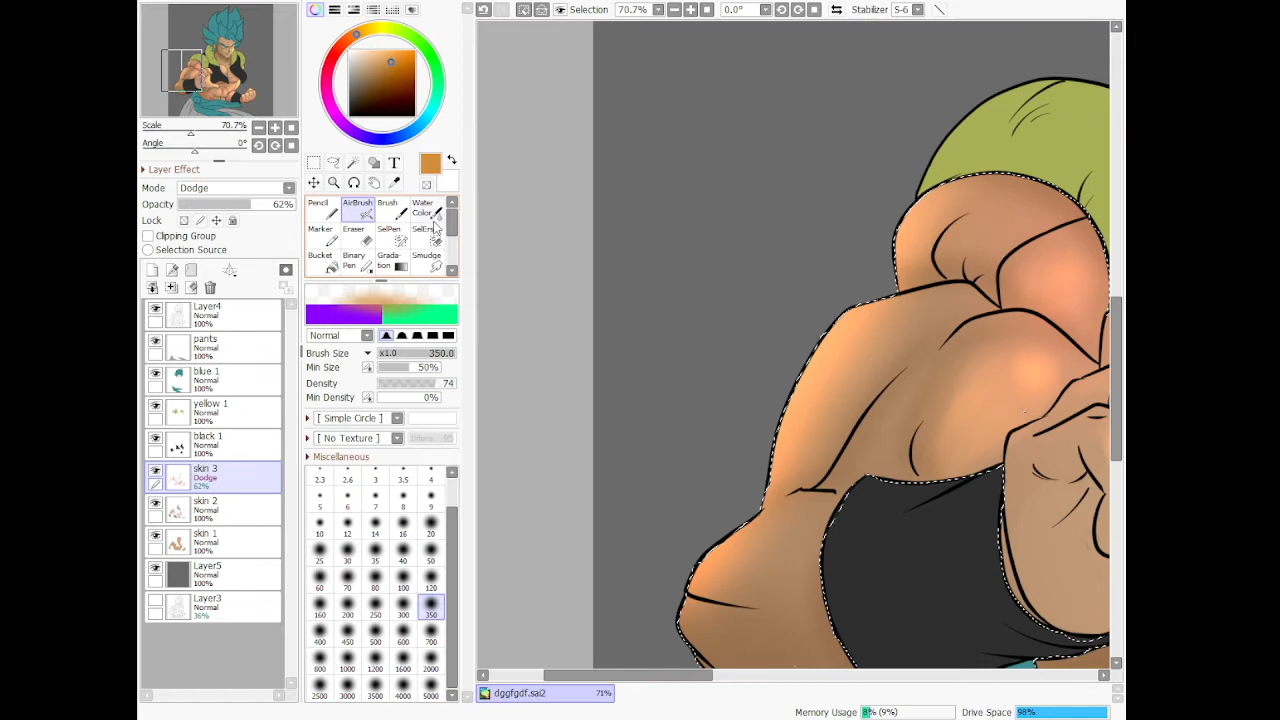 Selection 70.7% 0.0° Stabilizer S-6
Scale 70.7%
Angle 0°
Layer Effect
Mode Dodge
Opacity 62%
Lock
Clipping Group
Selection Source
Layer4
Normal
100%
pants
Normal
100%
blue 1
Normal
100%
yellow 1
Normal
100%
black 1
Normal
100%
skin 3
Dodge
62%
skin 2
Normal
100%
skin 1
Normal
100%
Layer5
Normal
100%
Layer3
Normal
36%
T
Pencil AirBrush Brush Water
Color
Marker Eraser SelPen SelErs
Bucket Binary Grada- Smudge
Pen tion
Normal
Brush Size x1.0 350.0
Min Size 50%
Density 74
Min Density 0%
[ Simple Circle ]
[ No Texture ] 95
Miscellaneous
2.3 2.6 3 3.5 4
5 6 7 8 9
10 12 14 16 20
25 30 35 40 50
60 70 80 100 120
160 200 250 300 350
400 450 500 600 700
800 1000 1200 1600 2000
2500 3000 3500 4000 5000
dggfgdf.sai2 71%
Memory Usage 8% (9%) Drive Space 98%